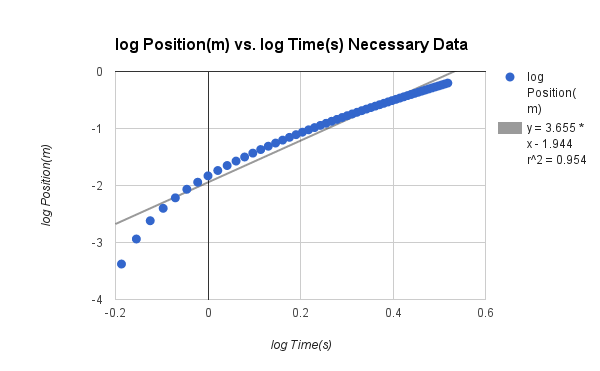 log Position(m) vs. log Time(s) Necessary Data
0
-1
-2
-3
-4
log Position(m)
-0.2
0
0.2
0.4
0.6
log Time(s)
log
Position(
m)
y = 3.655 *
x - 1.944
r^2 = 0.954